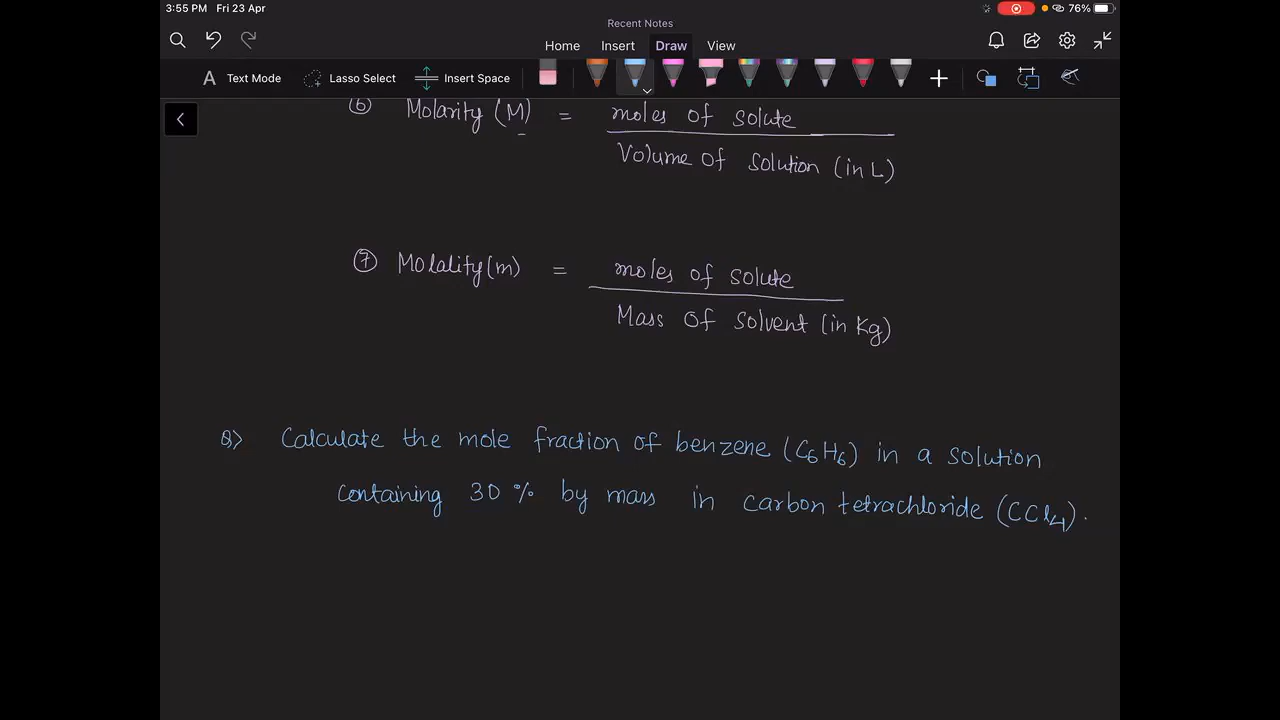 3:55 PM Fri 23 Apr
76%
Recent Notes
Home Insert Draw View
Text Mode Lasso Select Insert Space
⑥ Molarity (M) = moles of solute
Volume of solution (in L)
⑦ Molality (m) = moles of solute
Mass of solvent (in Kg)
Q> Calculate the mole fraction of benzene (C6H6) in a solution
containing 30 % by mass in carbon tetrachloride (CCl4).